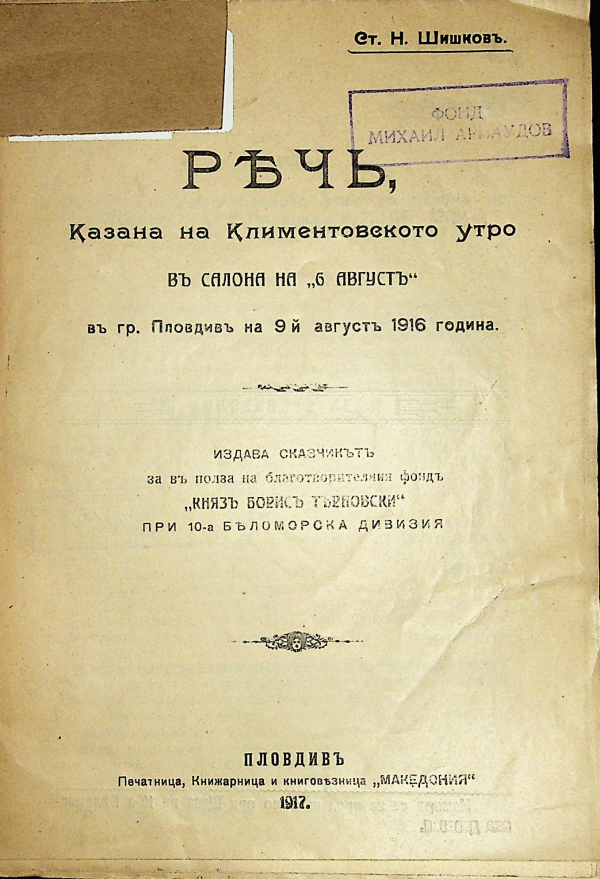 Ст. Н. Шишковъ.
ФОНД
МИХАИЛ АРНАУДОВ
РѢЧЬ,
Казана на Климентовското утро
ВЪ САЛОНА НА „6 АВГУСТЪ“
въ гр. Пловдивъ на 9й августъ 1916 година.
ИЗДАВА СКАЗЧИКЪТЪ
за въ полза на благотворителния фондъ
„КНЯЗЪ БОРИСЪ ТЪРНОВСКИ“
ПРИ 10-а БѢЛОМОРСКА ДИВИЗИЯ
ПЛОВДИВЪ
Печатница, Книжарница и книговѣзница „МАКЕДОНИЯ“
1917.